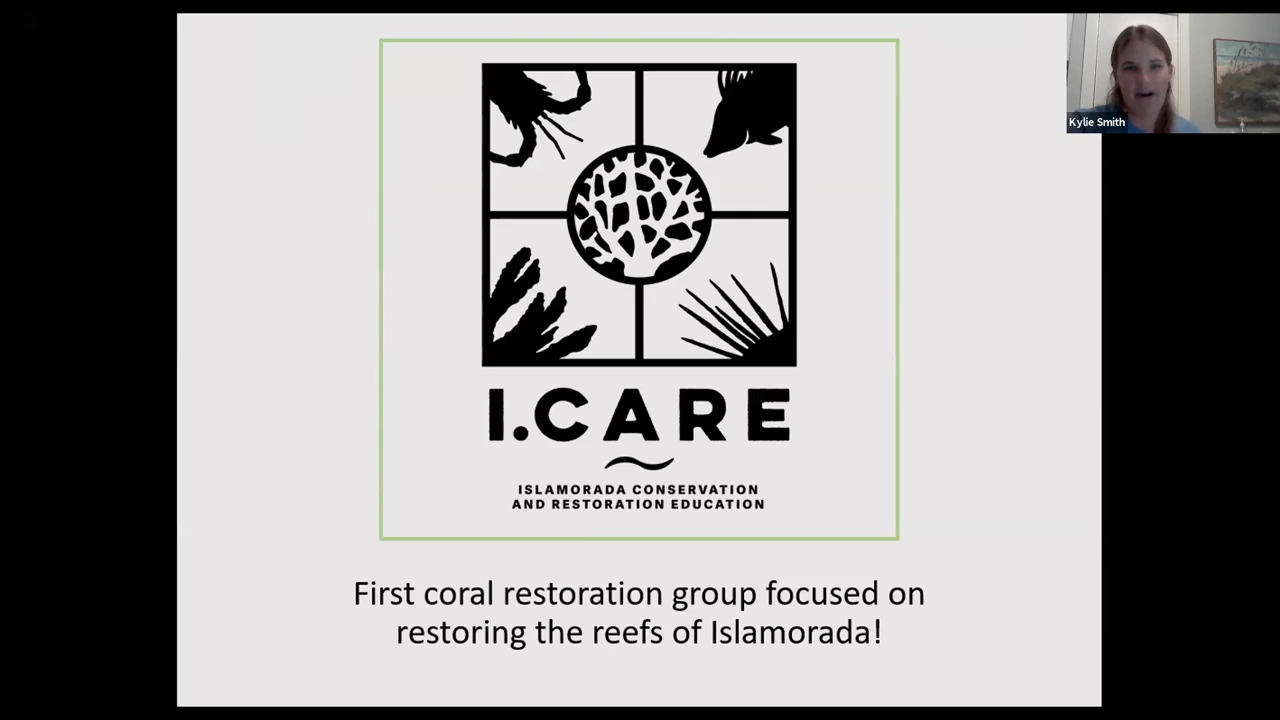 Kylie Smith
I.CARE
ISLAMORADA CONSERVATION
AND RESTORATION EDUCATION
First coral restoration group focused on
restoring the reefs of Islamorada!